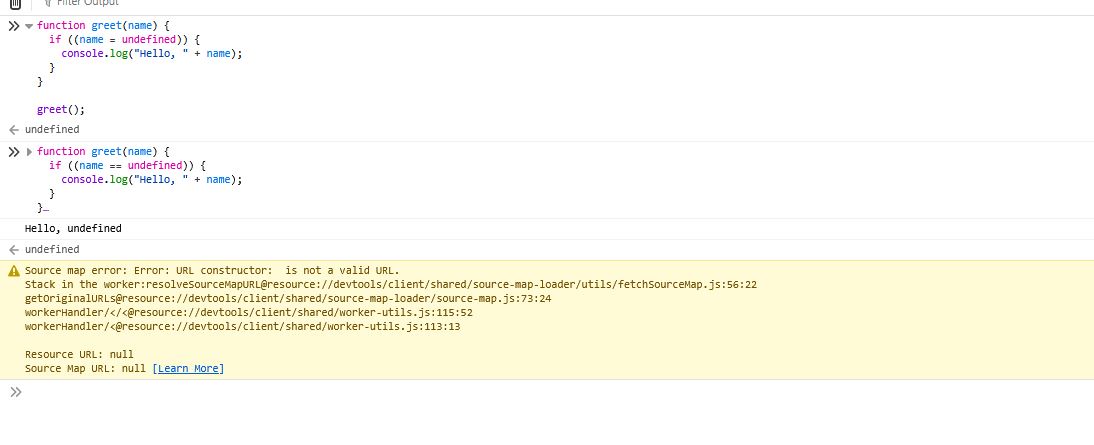 Filter Output
function greet(name) {
if ((name = undefined)) {
console.log("Hello, " + name);
}
}
greet();
undefined
function greet(name) {
if ((name == undefined)) {
console.log("Hello, " + name);
}
}…
Hello, undefined
undefined
Source map error: Error: URL constructor:  is not a valid URL.
Stack in the worker:resolveSourceMapURL@resource://devtools/client/shared/source-map-loader/utils/fetchSourceMap.js:56:22
getOriginalURLs@resource://devtools/client/shared/source-map-loader/source-map.js:73:24
workerHandler/</<@resource://devtools/client/shared/worker-utils.js:115:52
workerHandler/<@resource://devtools/client/shared/worker-utils.js:113:13
Resource URL: null
Source Map URL: null [Learn More]